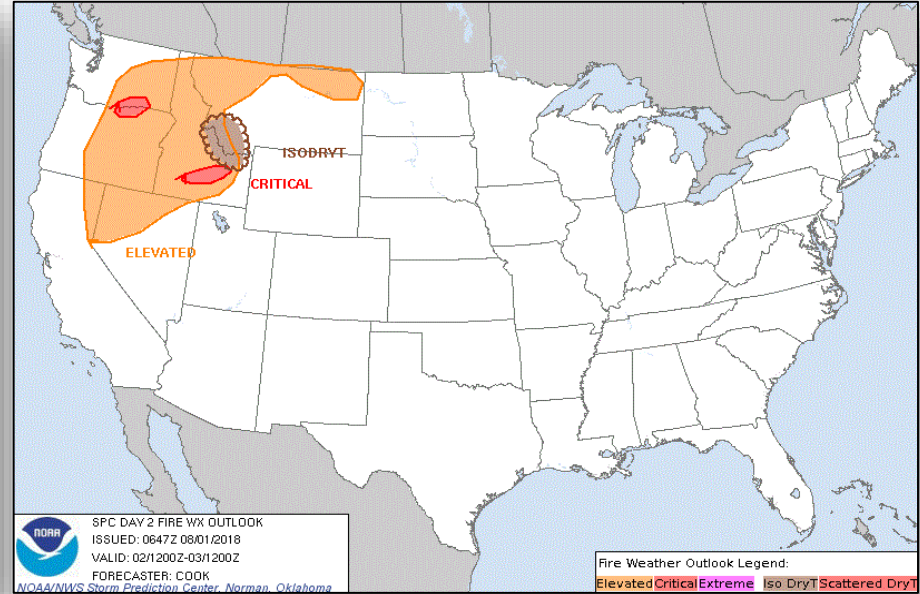 ISODRYT
CRITICAL
ELEVATED
NOAA
SPC DAY 2 FIRE WX OUTLOOK
ISSUED: 0647Z 08/01/2018
VALID: 02/1200Z-03/1200Z
FORECASTER: COOK
NOAA/NWS Storm Prediction Center, Norman, Oklahoma
Fire Weather Outlook Legend:
Elevated Critical Extreme Iso DryT Scattered DryT